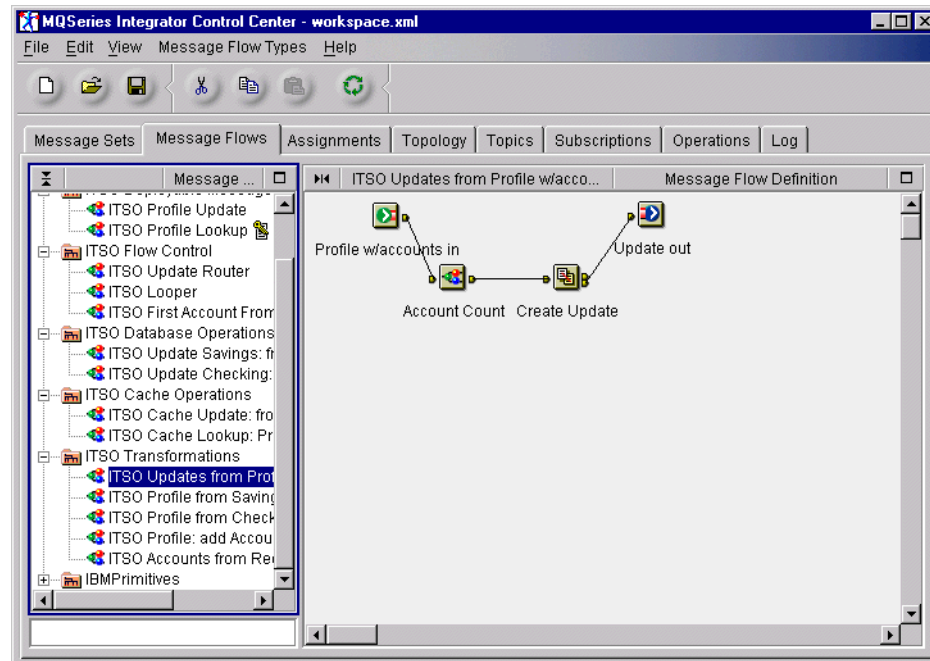 MQSeries Integrator Control Center - workspace.xml
File Edit View Message Flow Types Help
Message Sets Message Flows Assignments Topology Topics Subscriptions Operations Log
Message ...
ITSO Updates from Profile w/acco... Message Flow Definition
ITSO Profile Update
ITSO Profile Lookup
ITSO Flow Control
ITSO Update Router
ITSO Looper
ITSO First Account From
ITSO Database Operations
ITSO Update Savings: fr
ITSO Update Checking:
ITSO Cache Operations
ITSO Cache Update: fro
ITSO Cache Lookup: Pr
ITSO Transformations
ITSO Updates from Prof
ITSO Profile from Saving
ITSO Profile from Check
ITSO Profile: add Accou
ITSO Accounts from Re
IBMPrimitives
Profile w/accounts in
Update out
Account Count
Create Update